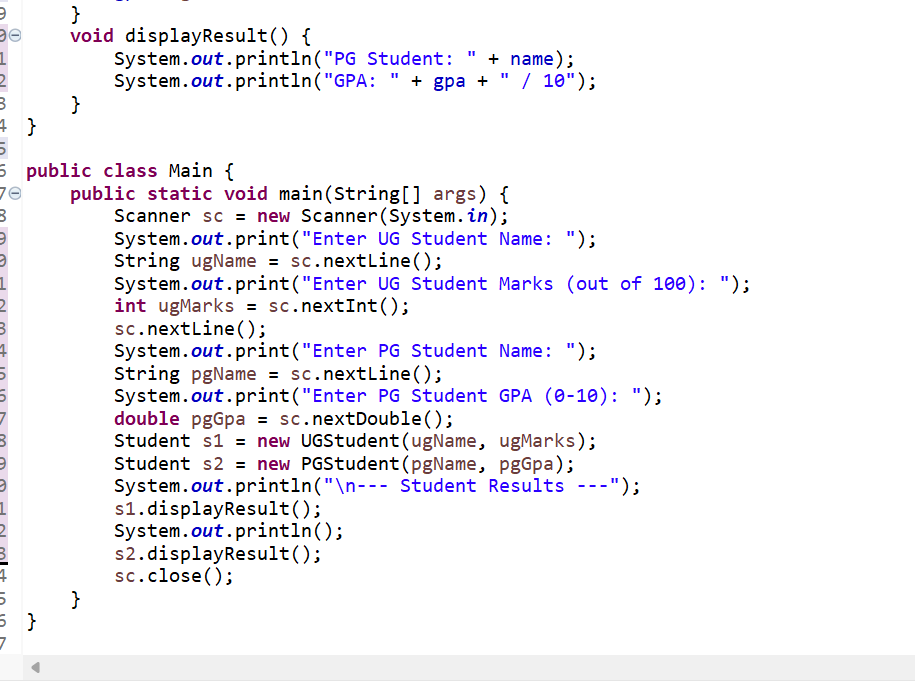 }
void displayResult() {
System.out.println("PG Student: " + name);
System.out.println("GPA: " + gpa + " / 10");
}
}
public class Main {
public static void main(String[] args) {
Scanner sc = new Scanner(System.in);
System.out.print("Enter UG Student Name: ");
String ugName = sc.nextLine();
System.out.print("Enter UG Student Marks (out of 100): ");
int ugMarks = sc.nextInt();
sc.nextLine();
System.out.print("Enter PG Student Name: ");
String pgName = sc.nextLine();
System.out.print("Enter PG Student GPA (0-10): ");
double pgGpa = sc.nextDouble();
Student s1 = new UGStudent(ugName, ugMarks);
Student s2 = new PGStudent(pgName, pgGpa);
System.out.println("\n--- Student Results ---");
s1.displayResult();
System.out.println();
s2.displayResult();
sc.close();
}
}